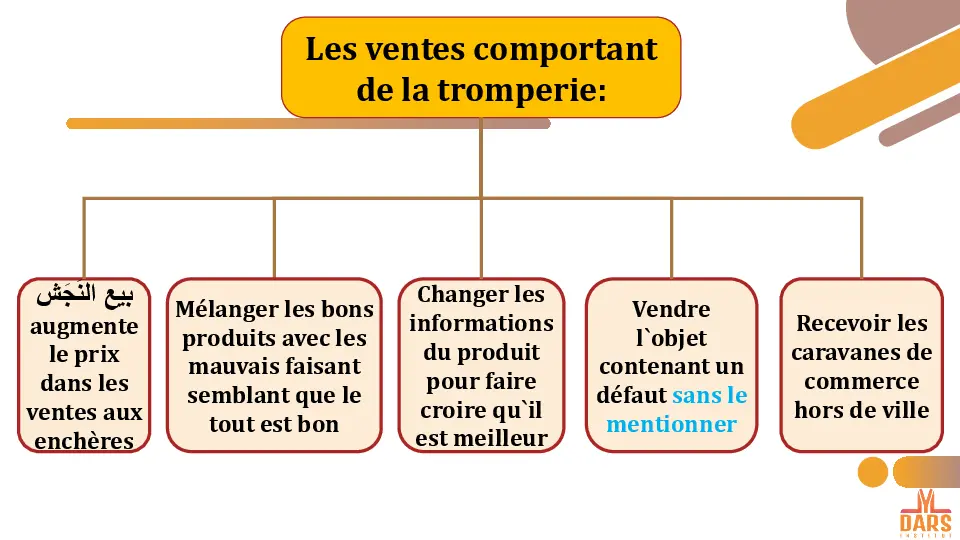 Les ventes comportant
de la tromperie:
بيع النَجَش
augmente
le prix
dans les
ventes aux
enchères
Mélanger les bons
produits avec les
mauvais faisant
semblant que le
tout est bon
Changer les
informations
du produit
pour faire
croire qu`il
est meilleur
Vendre
l`objet
contenant un
défaut sans le
mentionner
Recevoir les
caravanes de
commerce
hors de ville
DARS
INSTITUT